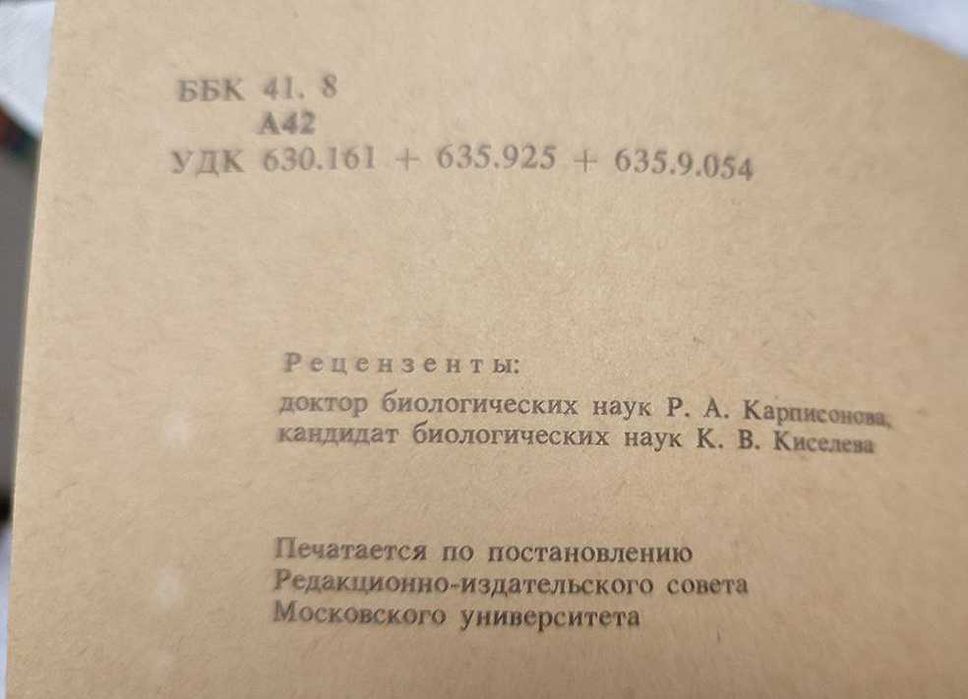 ББК 41. 8
А42
УДК 630.161 + 635.925 + 635.9.054
Рецензенты:
доктор биологических наук Р. А. Карписонова,
кандидат биологических наук К. В. Киселева
Печатается по постановлению
Редакционно-издательского совета
Московского университета